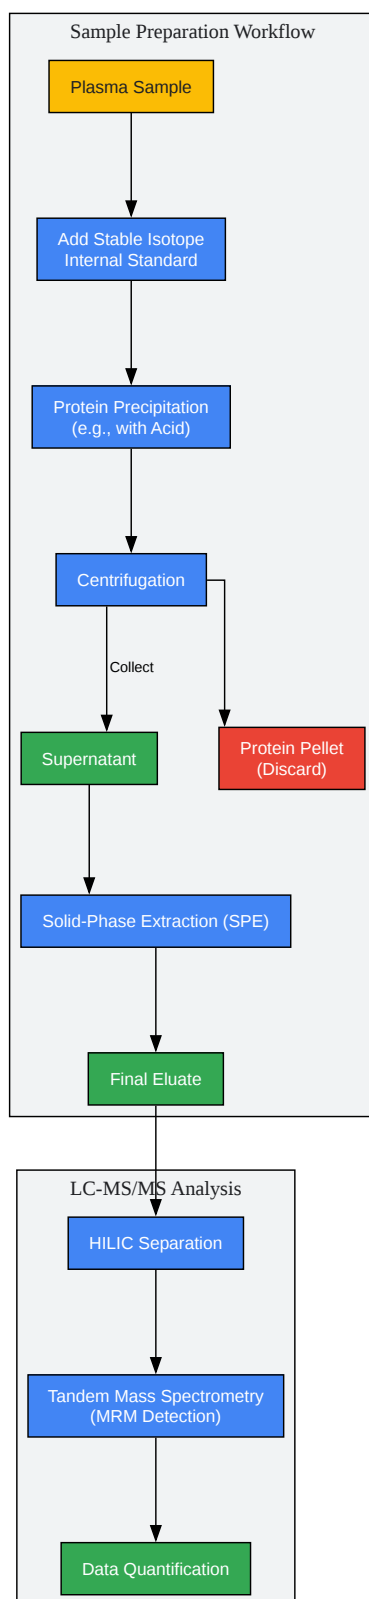 Sample Preparation Workflow
Plasma Sample
Add Stable Isotope
Internal Standard
Protein Precipitation
(e.g., with Acid)
Centrifugation
Collect
Supernatant
Protein Pellet
(Discard)
Solid-Phase Extraction (SPE)
Final Eluate
LC-MS/MS Analysis
HILIC Separation
Tandem Mass Spectrometry
(MRM Detection)
Data Quantification